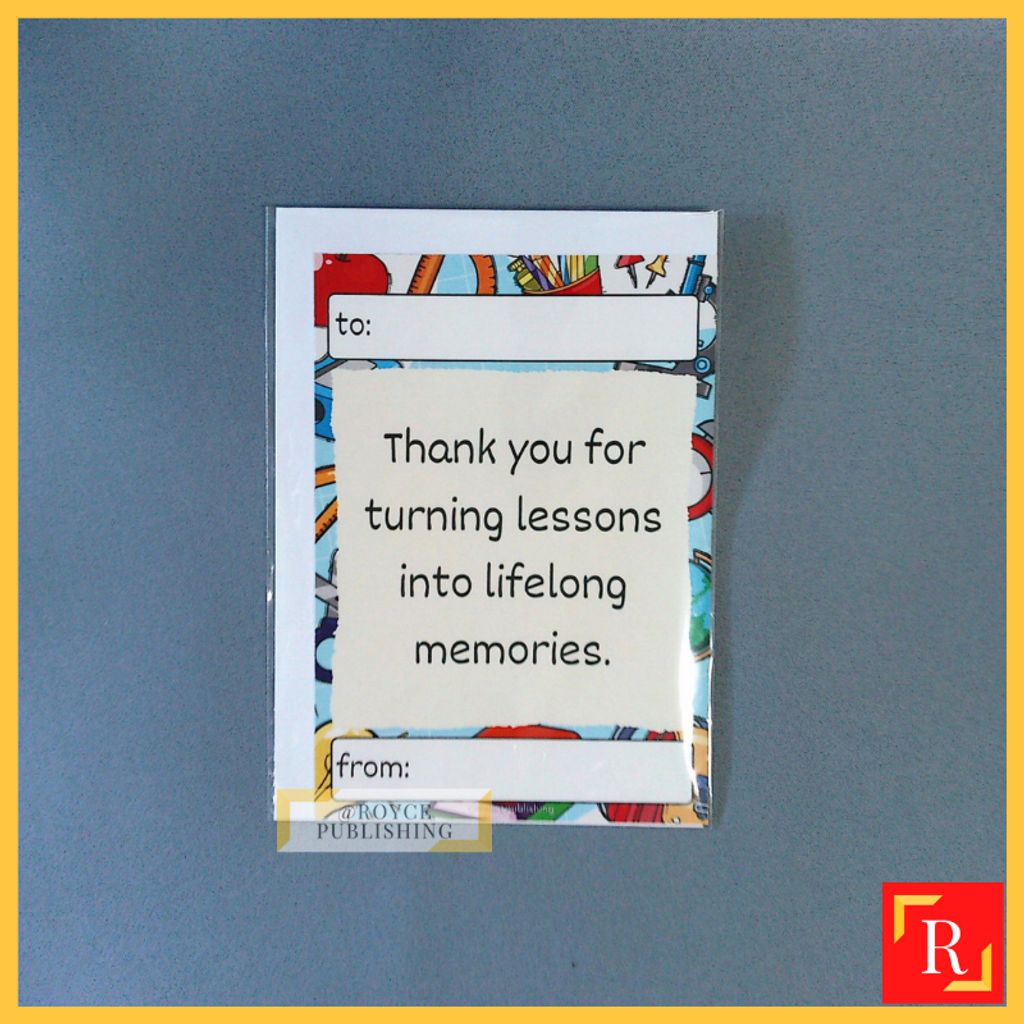 to:
Thank you for
turning lessons
into lifelong
memories.
from:
@ROYCE
PUBLISHING
R